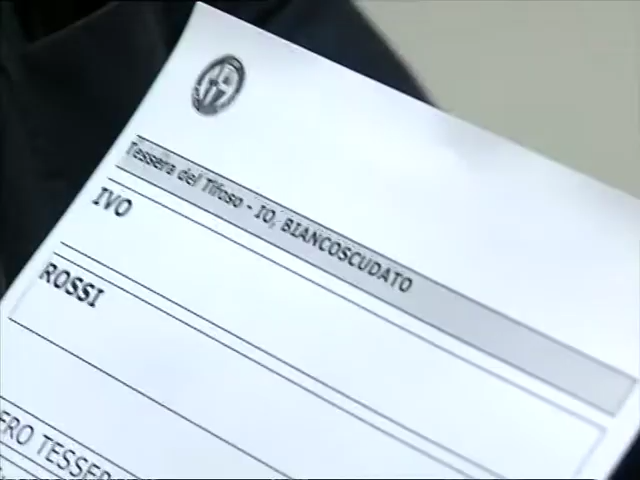 Tessera del Tifoso - IO, BIANCOSCUDATO
IVO
ROSSI
ERO TESSER